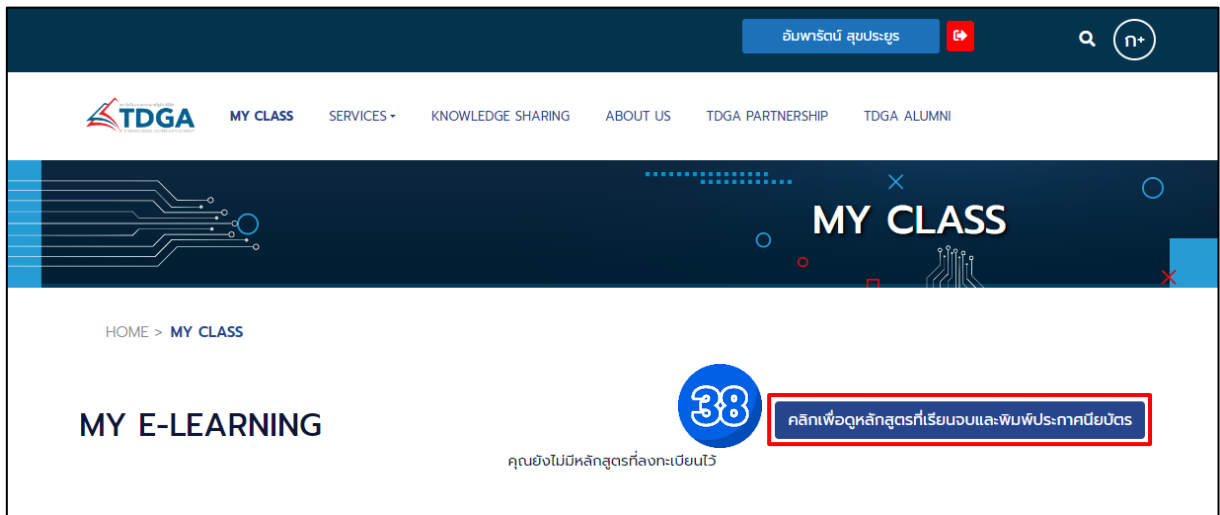 อัมพารัตน์ สุขประยูร
ก+
TDGA
MY CLASS SERVICES KNOWLEDGE SHARING ABOUT US TDGA PARTNERSHIP TDGA ALUMNI
MY CLASS
HOME > MY CLASS
38
MY E-LEARNING
คลิกเพื่อดูหลักสูตรที่เรียนจบและพิมพ์ประกาศนียบัตร
คุณยังไม่มีหลักสูตรที่ลงทะเบียนไว้